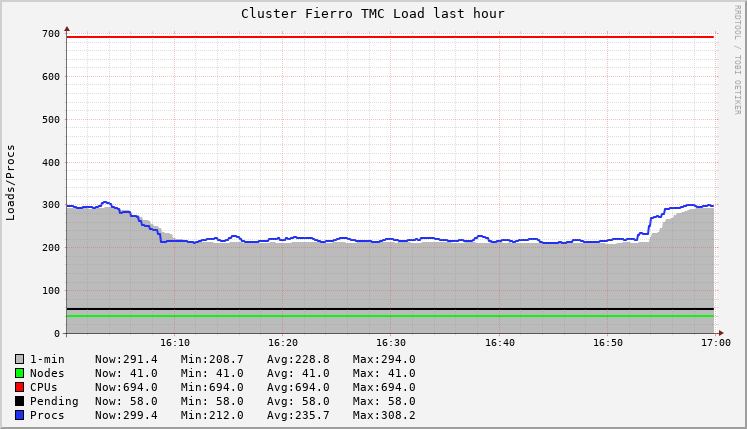 Cluster Fierro TMC Load last hour
RRDTOOL / TOBI OETIKER
Loads/Procs
700
600
500
400
300
200
100
0
16:10 16:20 16:30 16:40 16:50 17:00
1-min Now:291.4 Min:208.7 Avg:228.8 Max:294.0
Nodes Now: 41.0 Min: 41.0 Avg: 41.0 Max: 41.0
CPUs Now:694.0 Min:694.0 Avg:694.0 Max:694.0
Pending Now: 58.0 Min: 58.0 Avg: 58.0 Max: 58.0
Procs Now:299.4 Min:212.0 Avg:235.7 Max:308.2